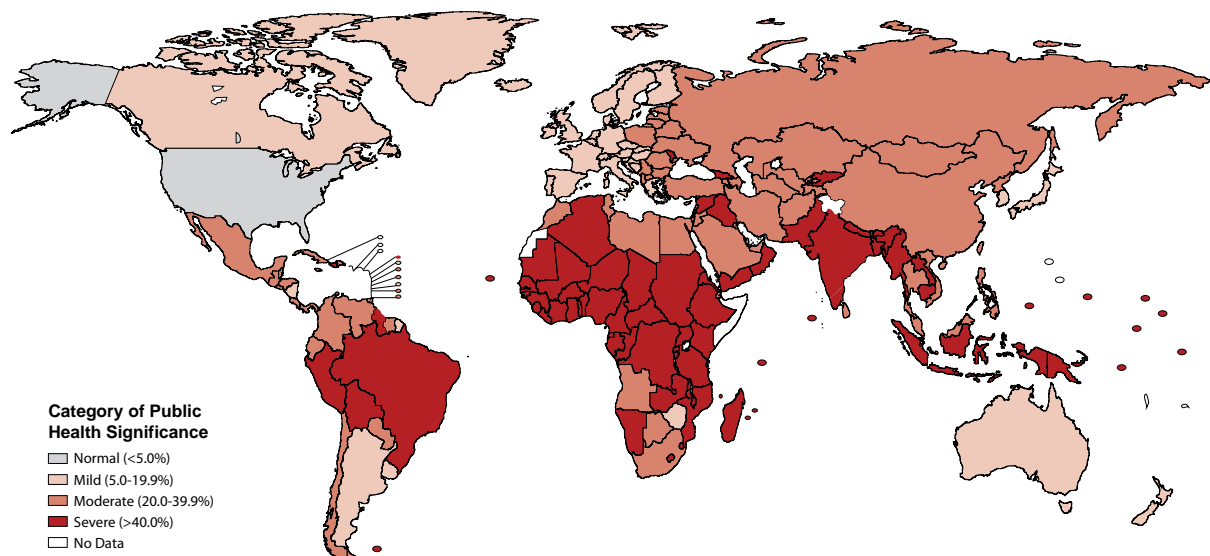 Category of Public
Health Significance
Normal (<5.0%)
Mild (5.0-19.9%)
Moderate (20.0-39.9%)
Severe (>40.0%)
No Data